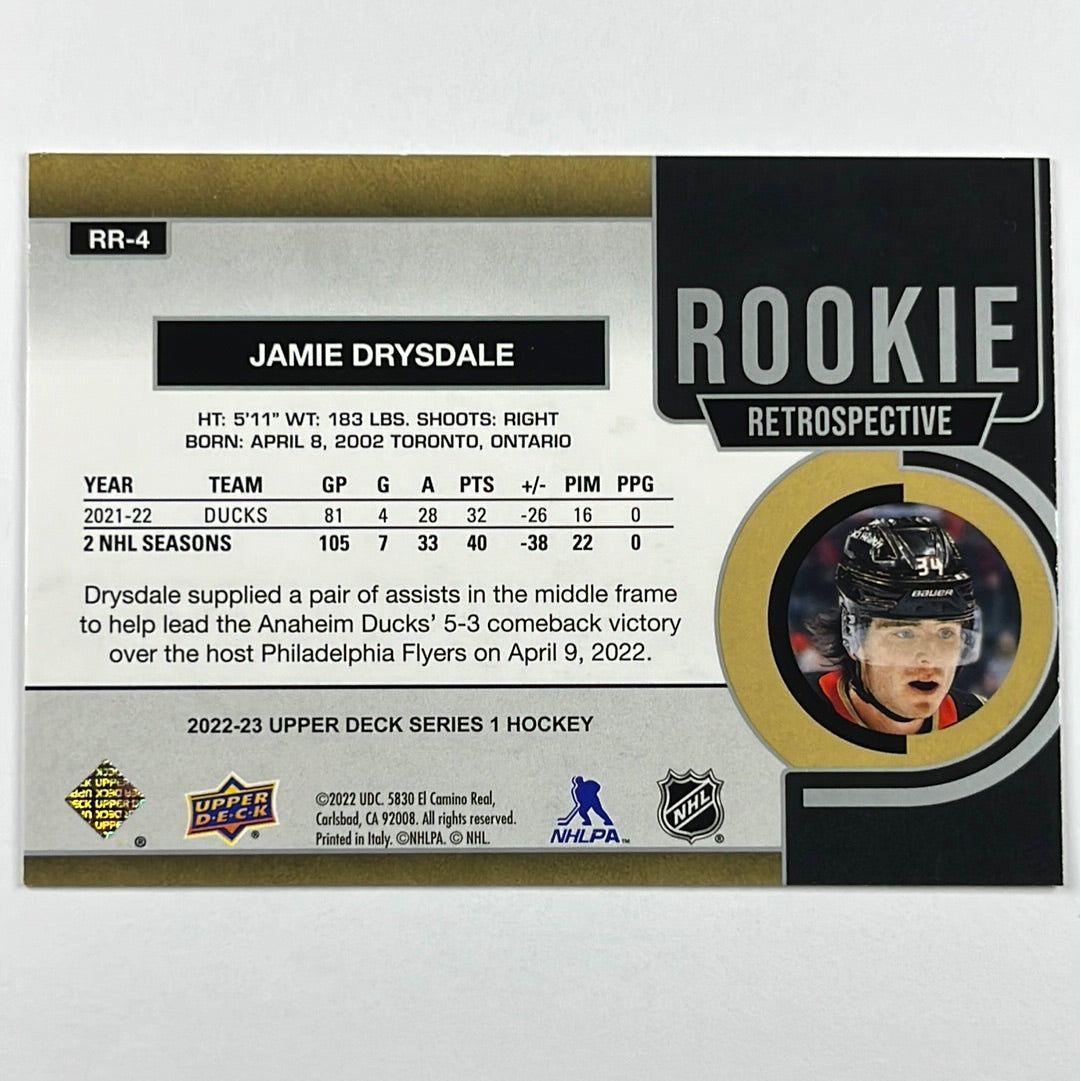 RR-4
JAMIE DRYSDALE
HT: 5'11" WT: 183 LBS. SHOOTS: RIGHT
BORN: APRIL 8, 2002 TORONTO, ONTARIO
YEAR TEAM GP G A PTS +/- PIM PPG
2021-22 DUCKS 81 4 28 32 -26 16 0
2 NHL SEASONS 105 7 33 40 -38 22 0
Drysdale supplied a pair of assists in the middle frame
to help lead the Anaheim Ducks' 5-3 comeback victory
over the host Philadelphia Flyers on April 9, 2022.
ROOKIE
RETROSPECTIVE
34
BAUER
2022-23 UPPER DECK SERIES 1 HOCKEY
UPPER
D·E·C·K
®
©2022 UDC. 5830 El Camino Real,
Carlsbad, CA 92008. All rights reserved.
Printed in Italy. ©NHLPA. © NHL.
NHLPA™
NHL
®
®